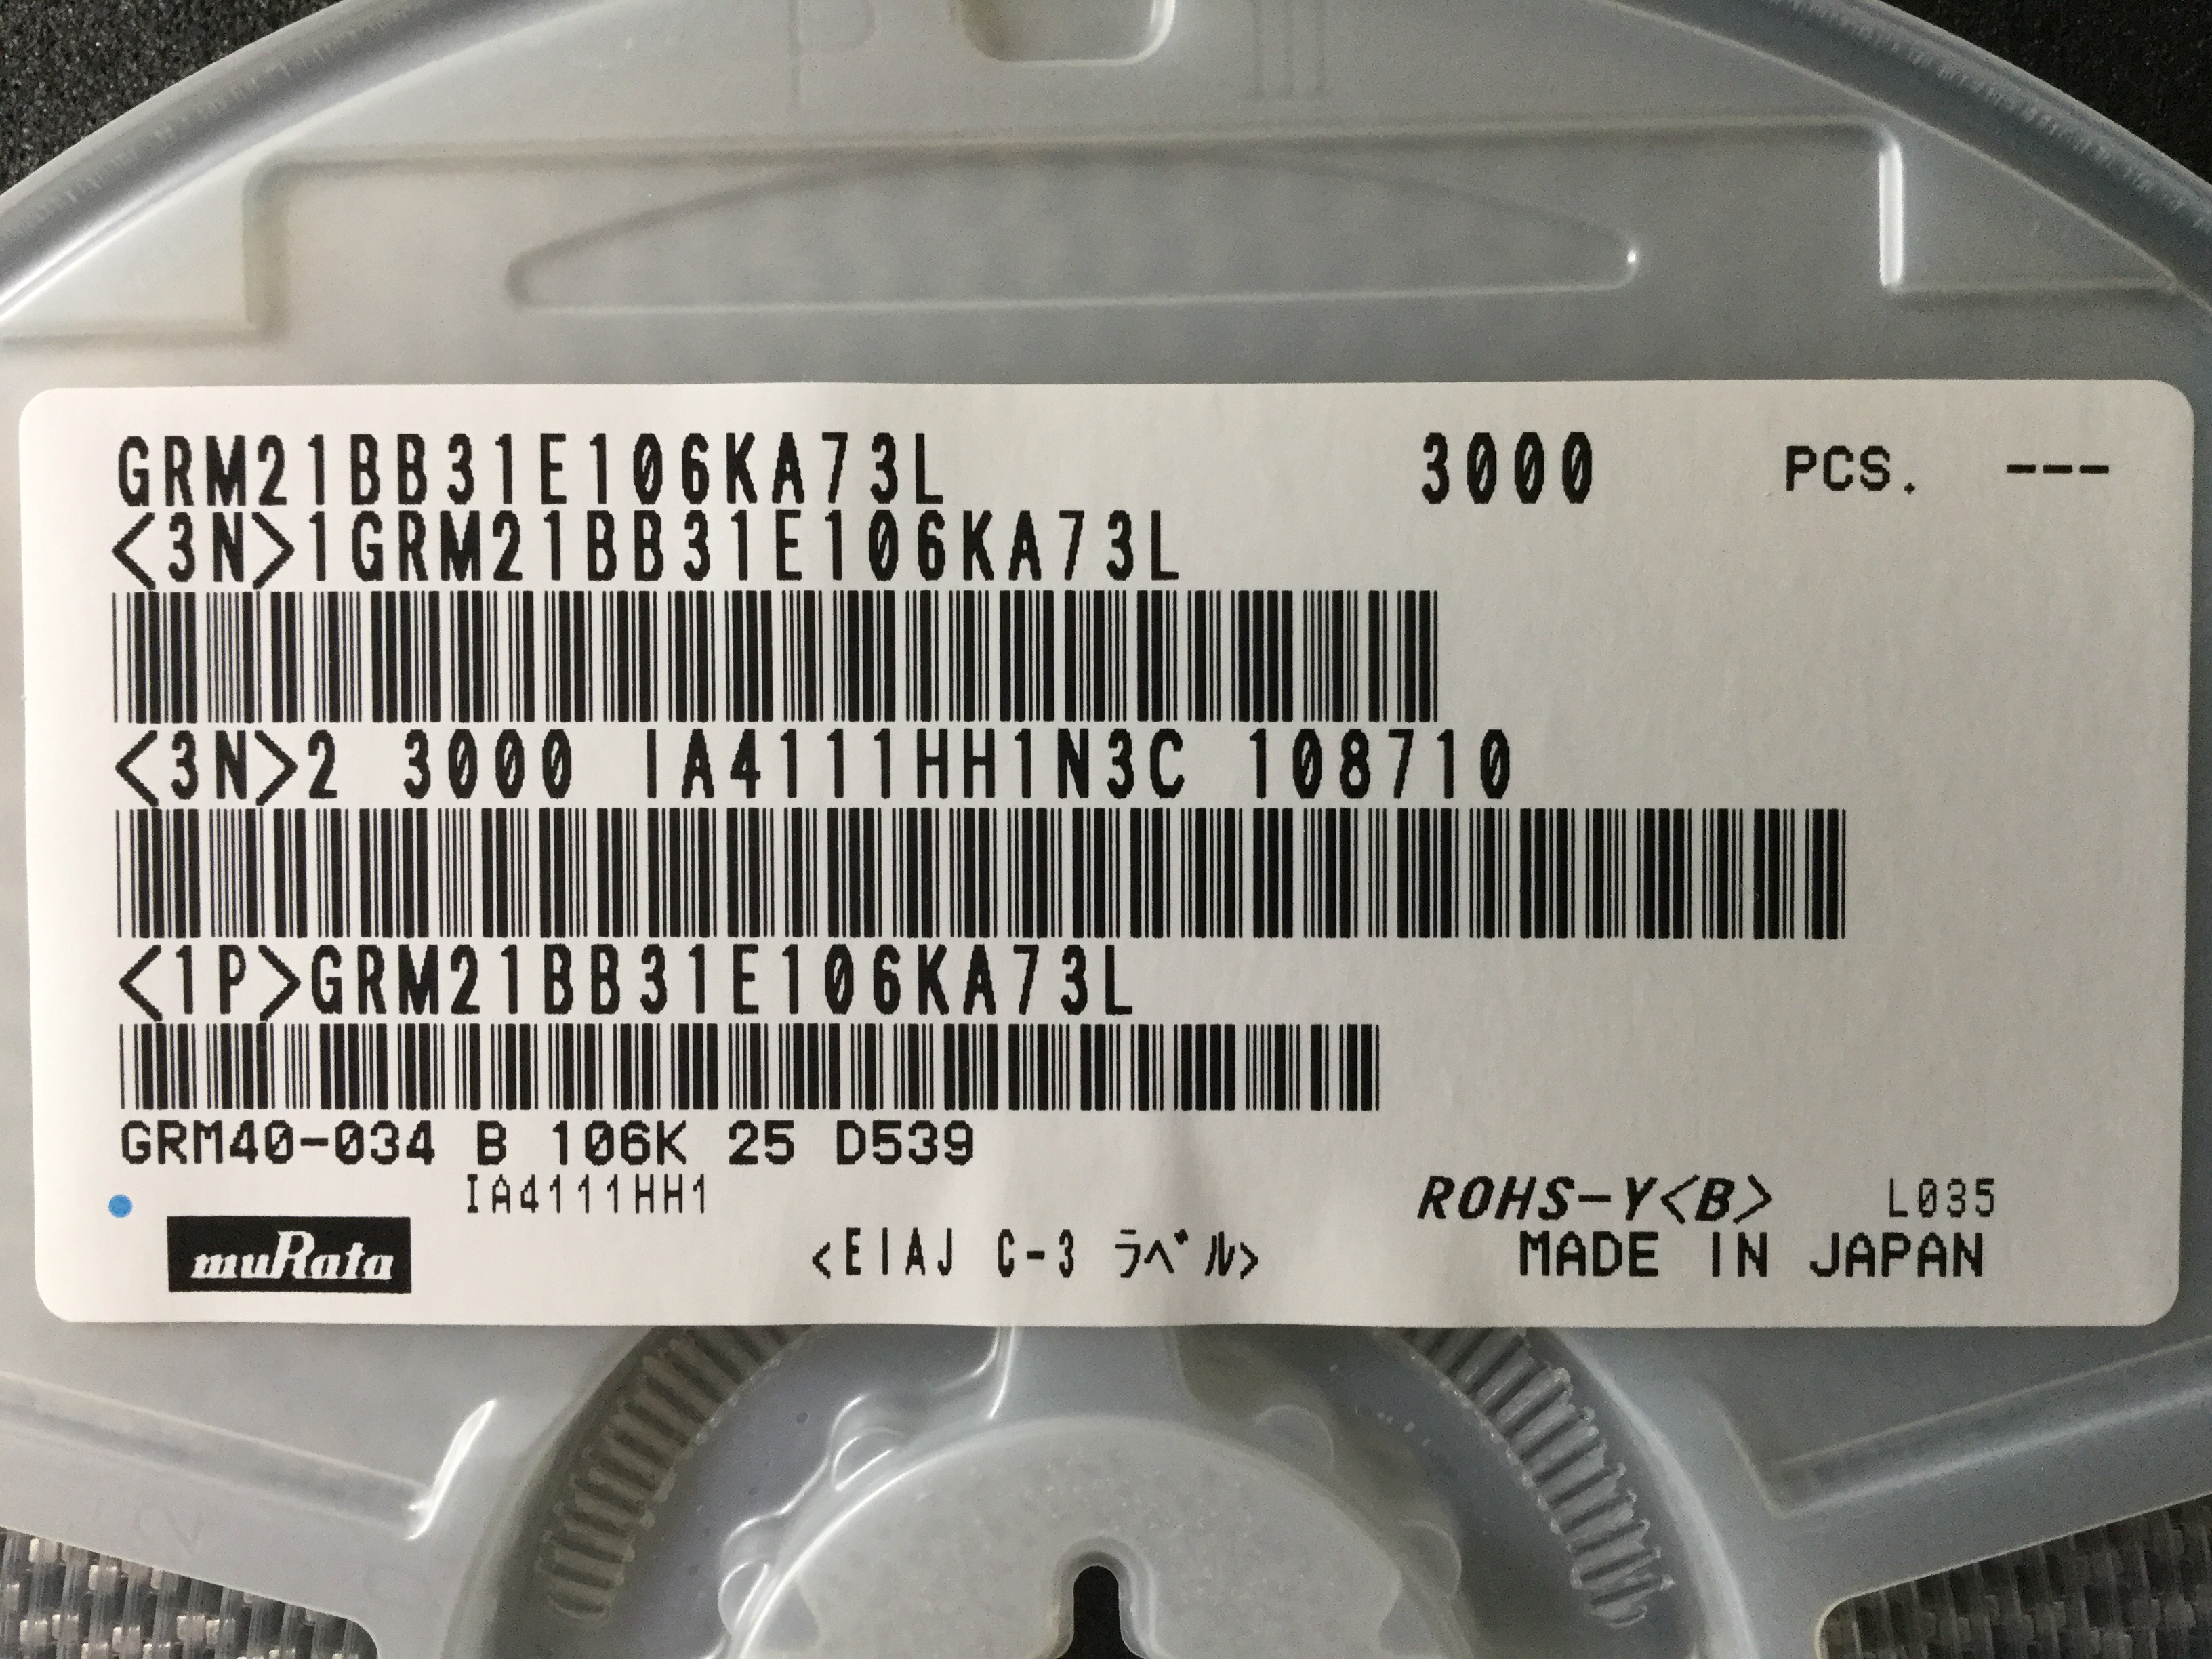 GRM21BB31E106KA73L 3000 PCS. ---
<3N>1GRM21BB31E106KA73L
<3N>2 3000 IA4111HH1N3C 108710
<1P>GRM21BB31E106KA73L
GRM40-034 B 106K 25 D539
IA4111HH1 ROHS-Y<B> L035
muRata <EIAJ C-3 ラベル> MADE IN JAPAN